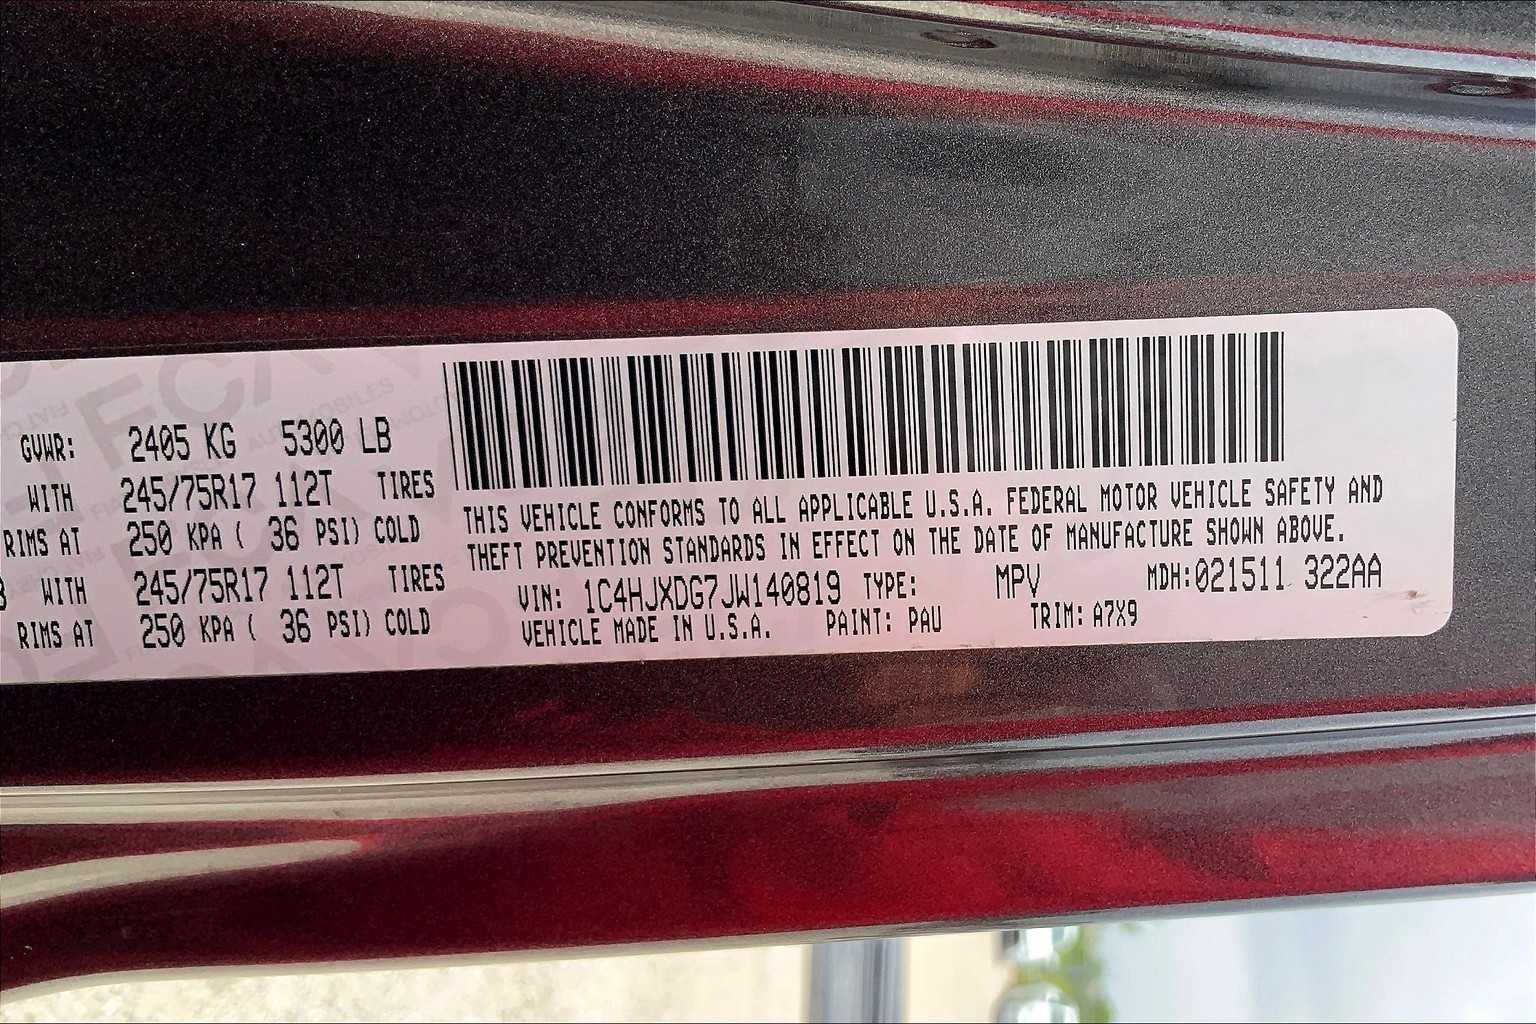 GVWR: 2405 KG 5300 LB
WITH 245/75R17 112T TIRES
RIMS AT 250 KPA ( 36 PSI) COLD
WITH 245/75R17 112T TIRES
RIMS AT 250 KPA ( 36 PSI) COLD
THIS VEHICLE CONFORMS TO ALL APPLICABLE U.S.A. FEDERAL MOTOR VEHICLE SAFETY AND
THEFT PREVENTION STANDARDS IN EFFECT ON THE DATE OF MANUFACTURE SHOWN ABOVE.
VIN: 1C4HJXDG7JW140819 TYPE: MPV MDH:021511 322AA
VEHICLE MADE IN U.S.A. PAINT: PAU TRIM: A7X9